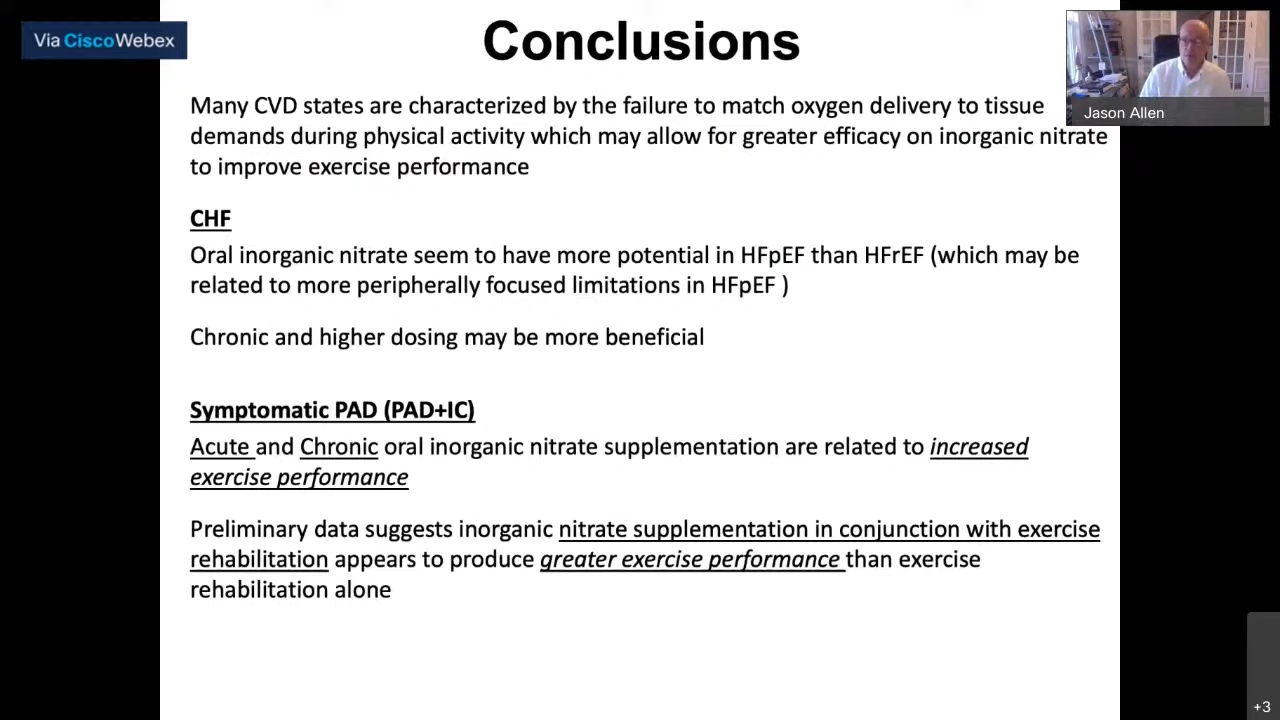 Via Cisco Webex
Conclusions
Jason Allen
Many CVD states are characterized by the failure to match oxygen delivery to tissue
demands during physical activity which may allow for greater efficacy on inorganic nitrate
to improve exercise performance
CHF
Oral inorganic nitrate seem to have more potential in HFpEF than HFrEF (which may be
related to more peripherally focused limitations in HFpEF )
Chronic and higher dosing may be more beneficial
Symptomatic PAD (PAD+IC)
Acute and Chronic oral inorganic nitrate supplementation are related to increased
exercise performance
Preliminary data suggests inorganic nitrate supplementation in conjunction with exercise
rehabilitation appears to produce greater exercise performance than exercise
rehabilitation alone
+3